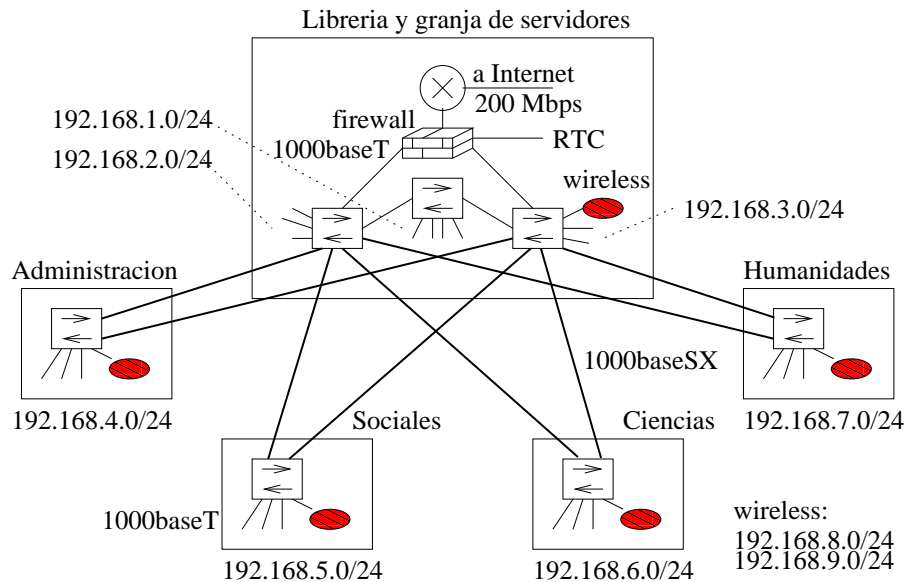 Libreria y granja de servidores
a Internet
200 Mbps
192.168.1.0/24
firewall
1000baseT
RTC
192.168.2.0/24
wireless
192.168.3.0/24
Administracion
Humanidades
1000baseSX
192.168.4.0/24
Sociales
Ciencias
192.168.7.0/24
1000baseT
wireless:
192.168.8.0/24
192.168.9.0/24
192.168.5.0/24
192.168.6.0/24